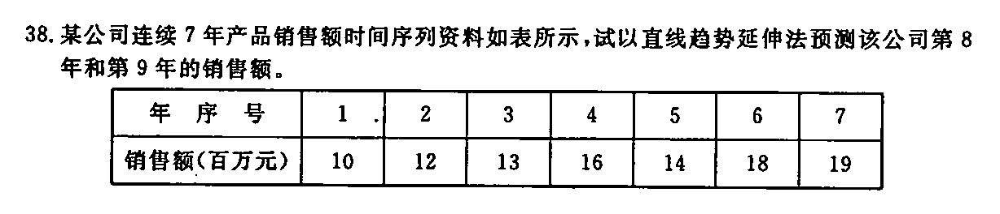 38. 某公司连续 7 年产品销售额时间序列资料如表所示,试以直线趋势延伸法预测该公司第 8
年和第 9 年的销售额。
年 序 号 1 2 3 4 5 6 7
销售额(百万元) 10 12 13 16 14 18 19